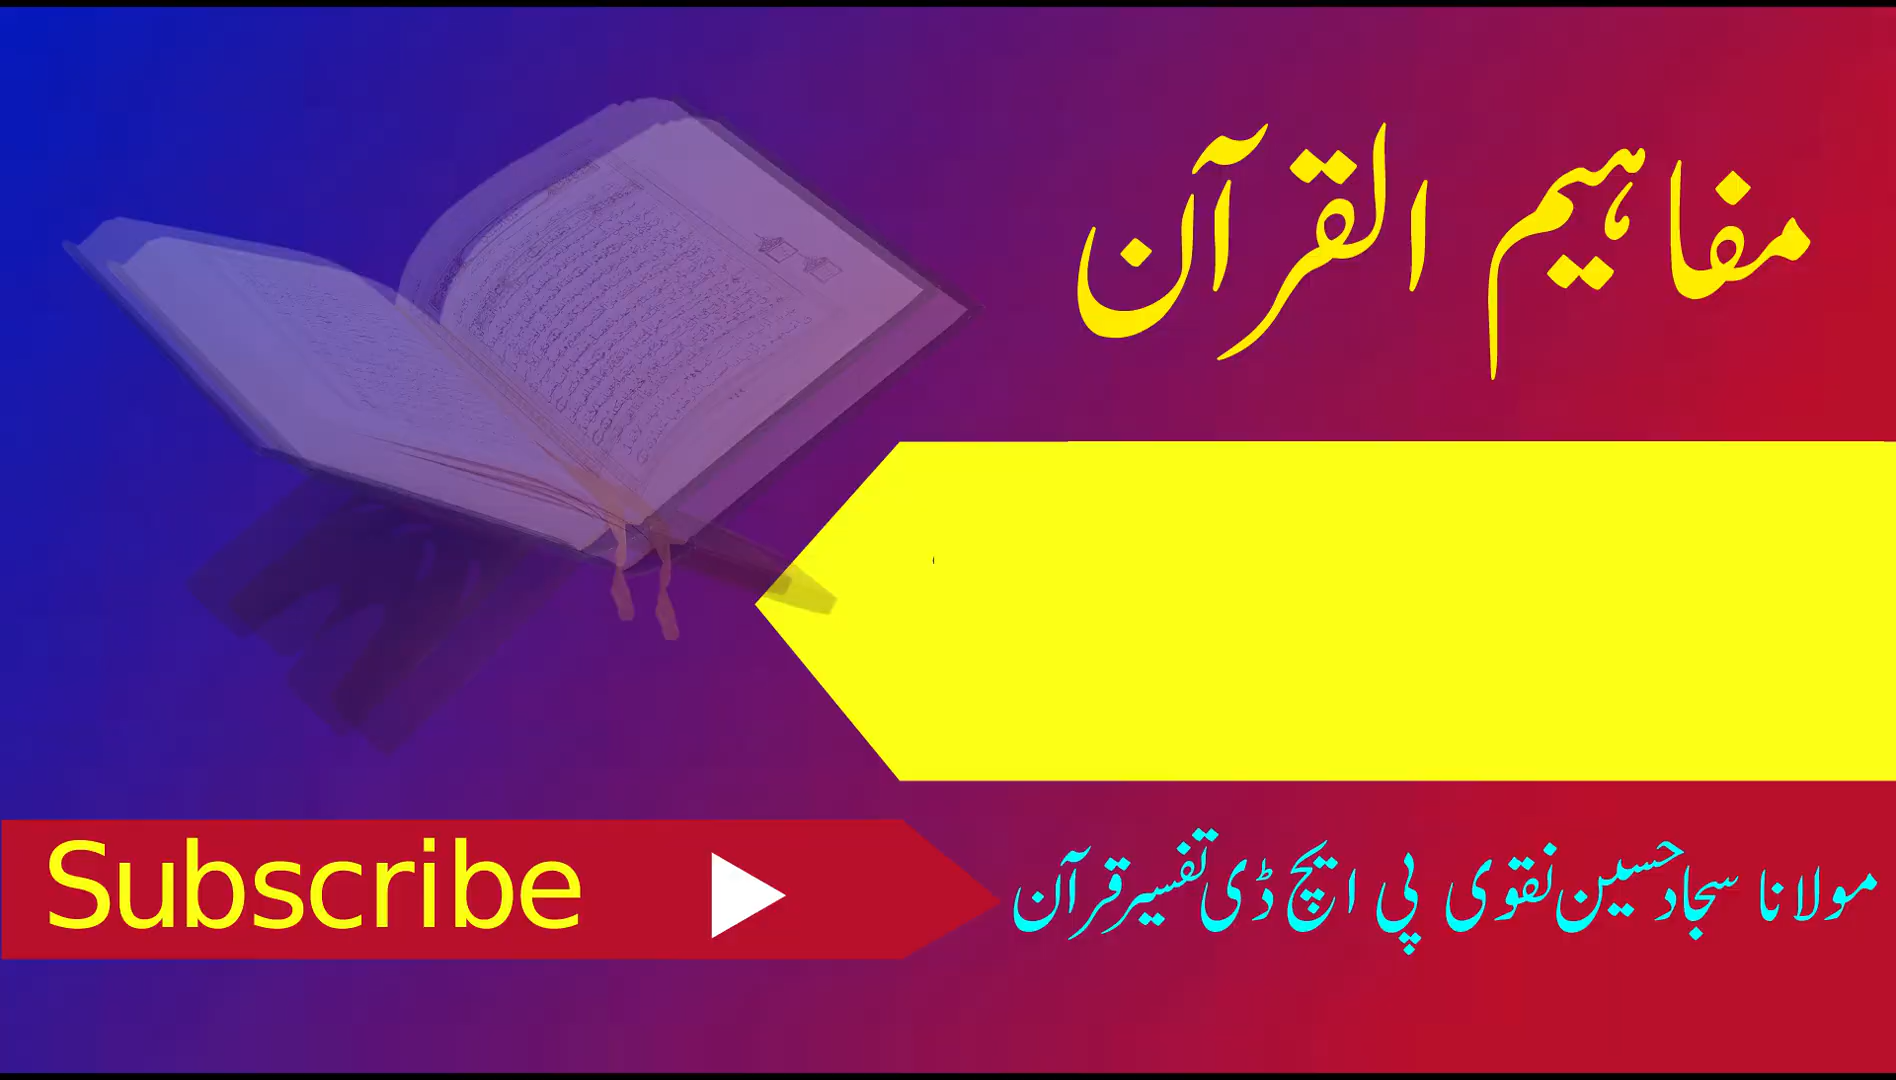 مفاہیم القرآن
Subscribe
مولانا سجاد حسین نقوی پی ایچ ڈی تفسیر قرآن